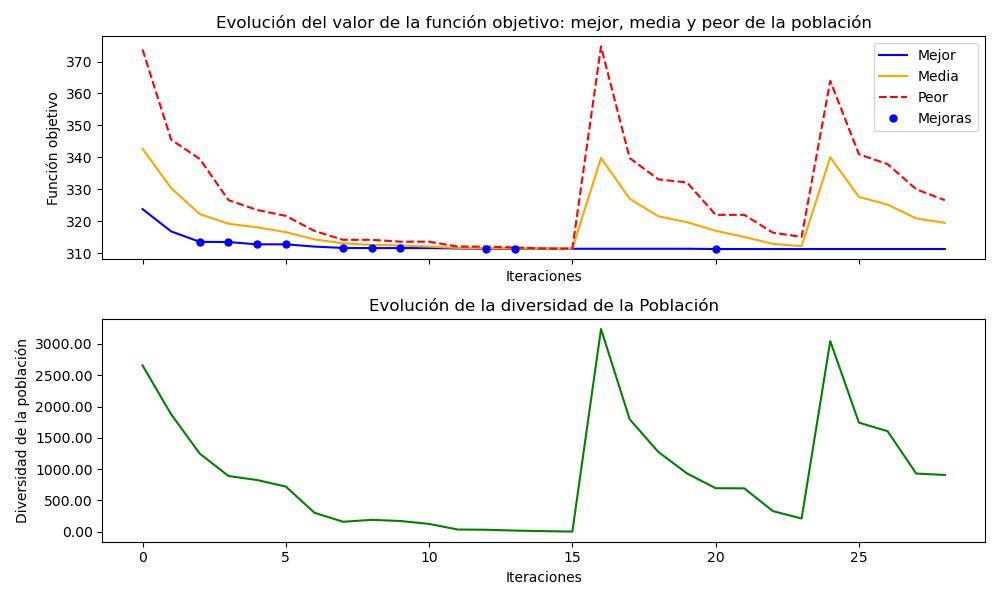 Evolución del valor de la función objetivo: mejor, media y peor de la población
Función objetivo
370
360
350
340
330
320
310
Mejor
Media
Peor
Mejoras
Iteraciones
Evolución de la diversidad de la Población
Diversidad de la población
3000.00
2500.00
2000.00
1500.00
1000.00
500.00
0.00
0 5 10 15 20 25
Iteraciones